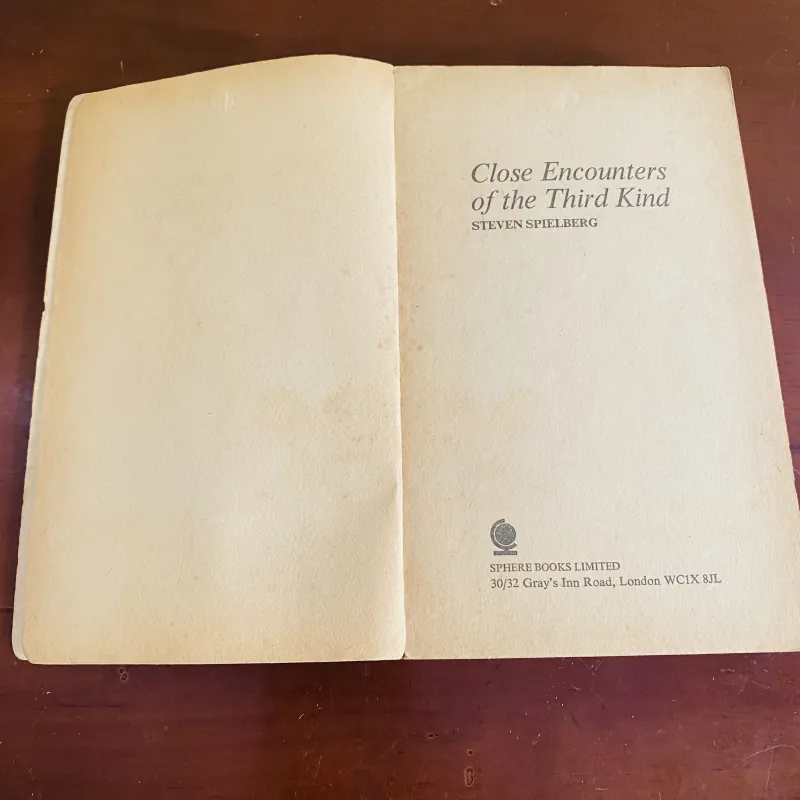 Close Encounters
of the Third Kind
STEVEN SPIELBERG
SPHERE BOOKS LIMITED
30/32 Gray's Inn Road, London WC1X 8JL